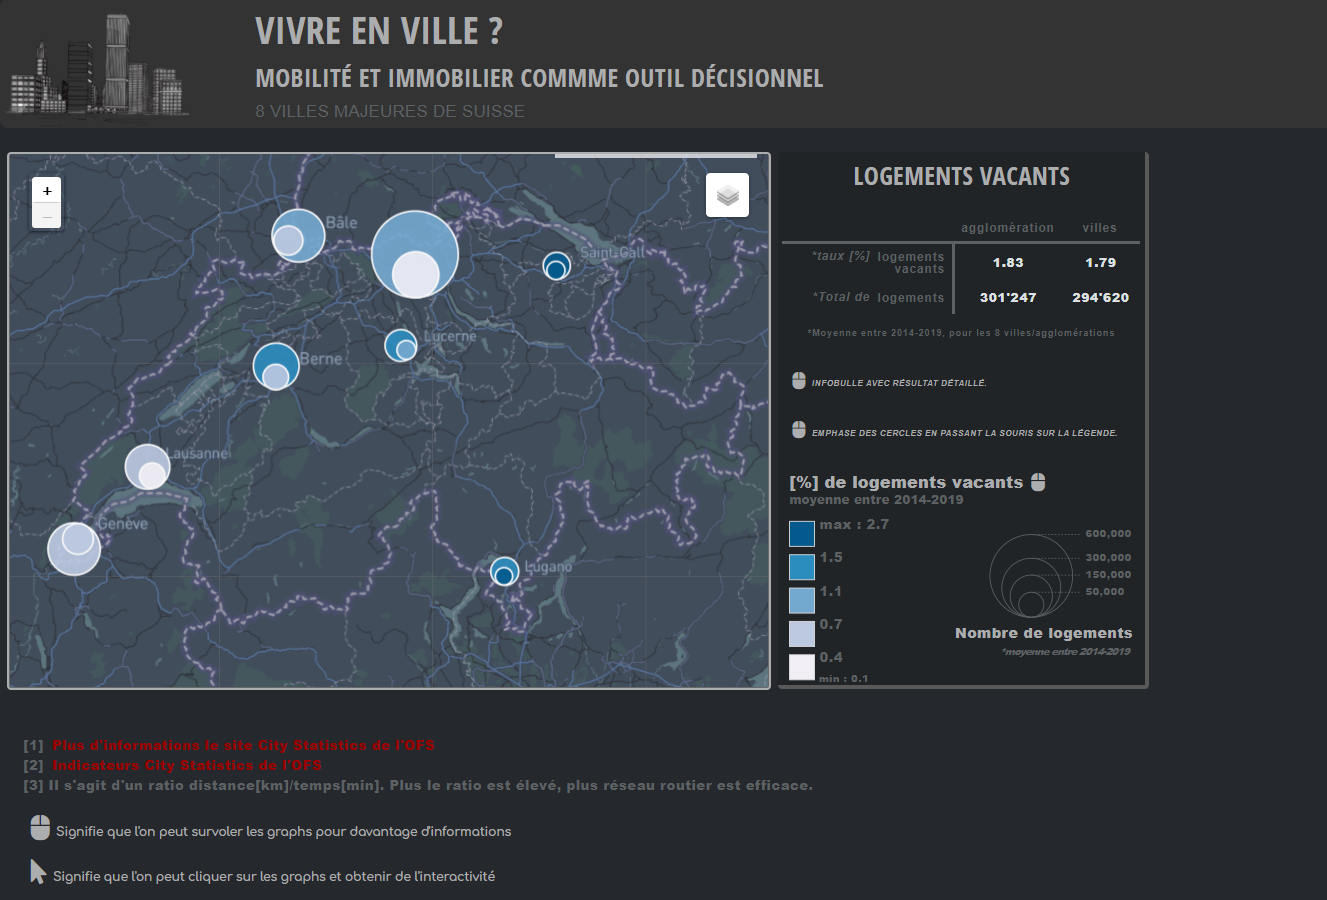 VIVRE EN VILLE ?
MOBILITÉ ET IMMOBILIER COMMME OUTIL DÉCISIONNEL
8 VILLES MAJEURES DE SUISSE
+
−
Bâle
Saint-Gall
Lucerne
Berne
Lausanne
Genève
Lugano
LOGEMENTS VACANTS
agglomération villes
*taux [%] logements vacants 1.83 1.79
*Total de logements 301'247 294'620
*Moyenne entre 2014-2019, pour les 8 villes/agglomérations
INFOBULLE AVEC RÉSULTAT DÉTAILLÉ.
EMPHASE DES CERCLES EN PASSANT LA SOURIS SUR LA LÉGENDE.
[%] de logements vacants
moyenne entre 2014-2019
max : 2.7
1.5
1.1
0.7
0.4
min : 0.1
600,000
300,000
150,000
50,000
Nombre de logements
*moyenne entre 2014-2019
[1] Plus d'informations le site City Statistics de l'OFS
[2] Indicateurs City Statistics de l'OFS
[3] Il s'agit d'un ratio distance[km]/temps[min]. Plus le ratio est élevé, plus réseau routier est efficace.
Signifie que l'on peut survoler les graphs pour davantage d'informations
Signifie que l'on peut cliquer sur les graphs et obtenir de l'interactivité